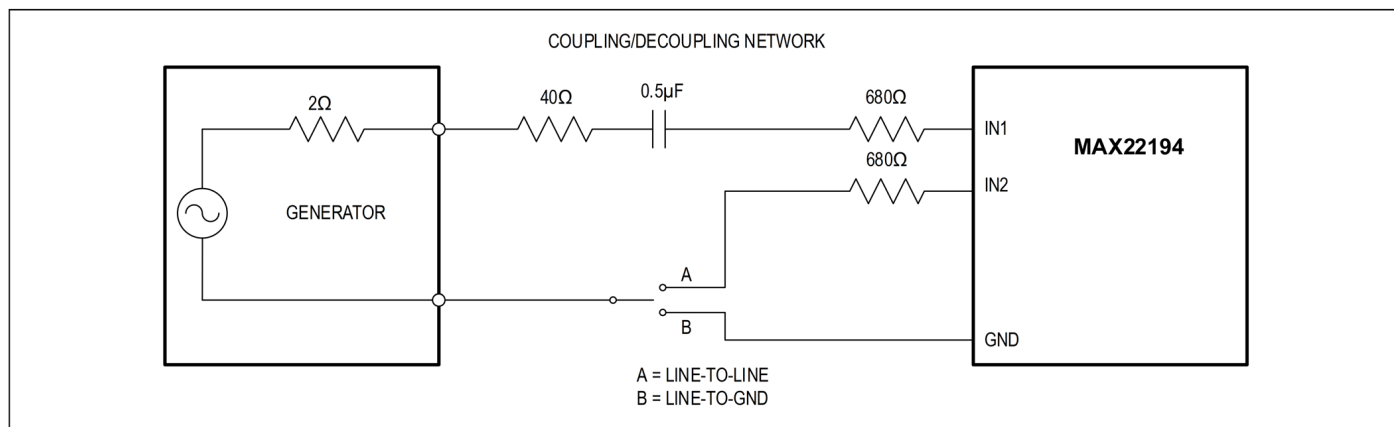 COUPLING/DECOUPLING NETWORK
2Ω
40Ω
0.5µF
680Ω
IN1
MAX22194
680Ω
IN2
GENERATOR
A
B
GND
A = LINE-TO-LINE
B = LINE-TO-GND